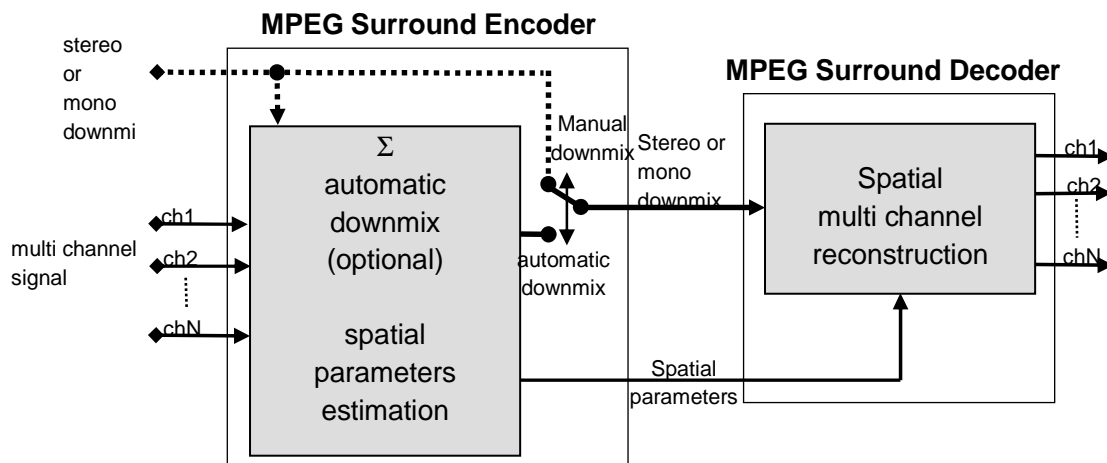 MPEG Surround Encoder
stereo
or
mono
downmi
MPEG Surround Decoder
Manual
downmix
Stereo or
mono
downmix
Σ
automatic
downmix
(optional)
spatial
parameters
estimation
multi channel
signal
ch1
ch2
chN
automatic
downmix
Spatial
parameters
Spatial
multi channel
reconstruction
ch1
ch2
chN